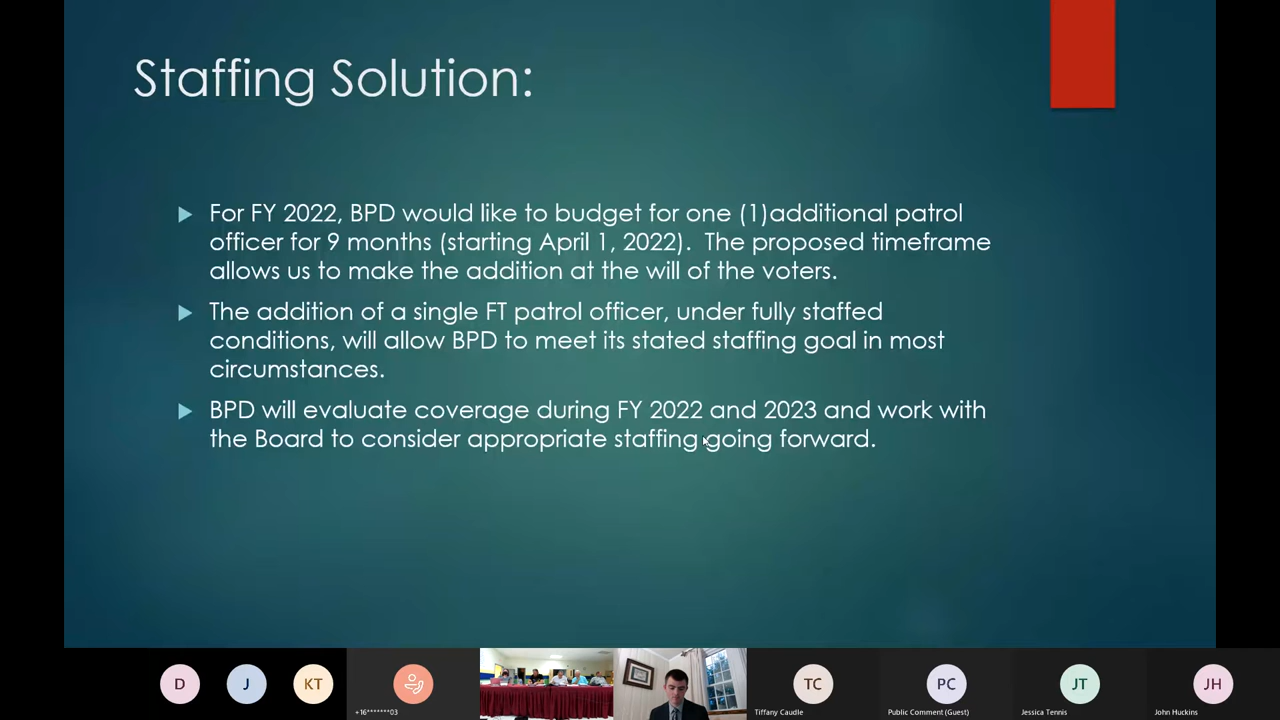 Staffing Solution:
For FY 2022, BPD would like to budget for one (1)additional patrol
officer for 9 months (starting April 1, 2022).  The proposed timeframe
allows us to make the addition at the will of the voters.
The addition of a single FT patrol officer, under fully staffed
conditions, will allow BPD to meet its stated staffing goal in most
circumstances.
BPD will evaluate coverage during FY 2022 and 2023 and work with
the Board to consider appropriate staffing going forward.
D
J
KT
TC
PC
JT
JH
+16*******03
Tiffany Caudle
Public Comment (Guest)
Jessica Tennis
John Huckins